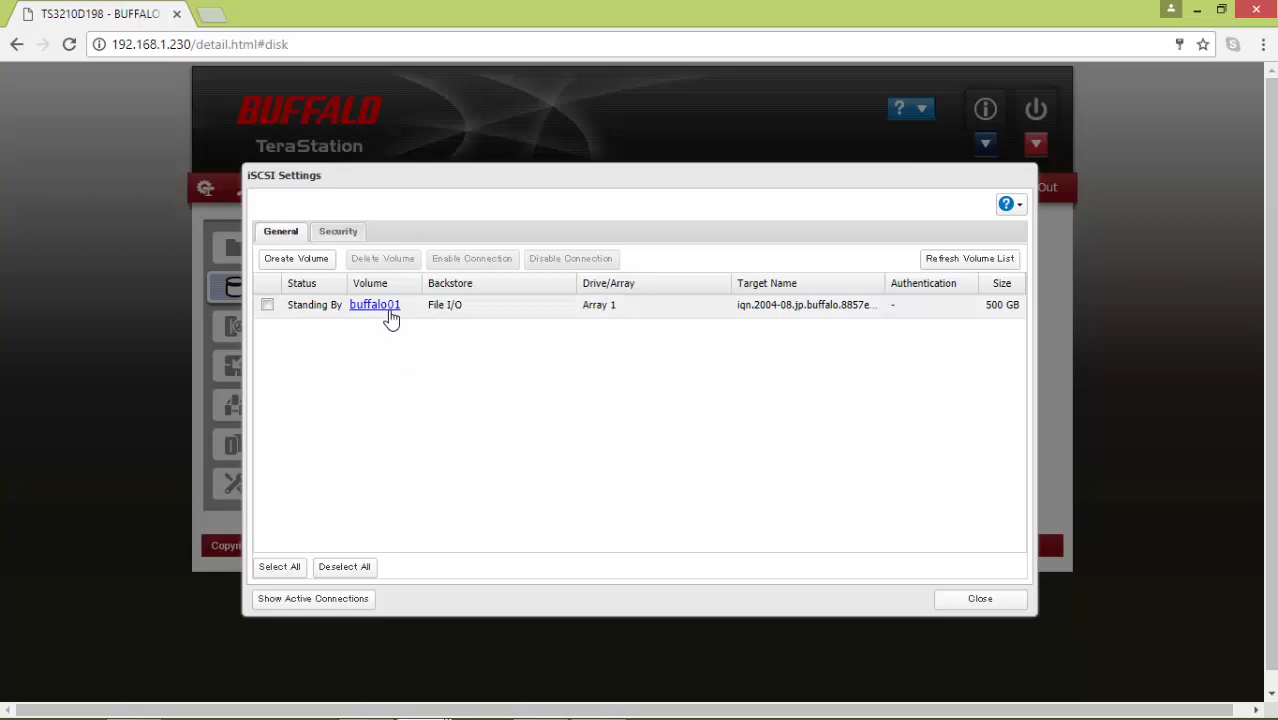 TS3210D198 - BUFFALO
192.168.1.230/detail.html#disk
BUFFALO
TeraStation
?
iSCSI Settings
Out
?
General Security
Create Volume Delete Volume Enable Connection Disable Connection Refresh Volume List
Status Volume Backstore Drive/Array Target Name Authentication Size
Standing By buffalo01 File I/O Array 1 iqn.2004-08.jp.buffalo.8857e... - 500 GB
Copyri
Select All Deselect All
Show Active Connections Close